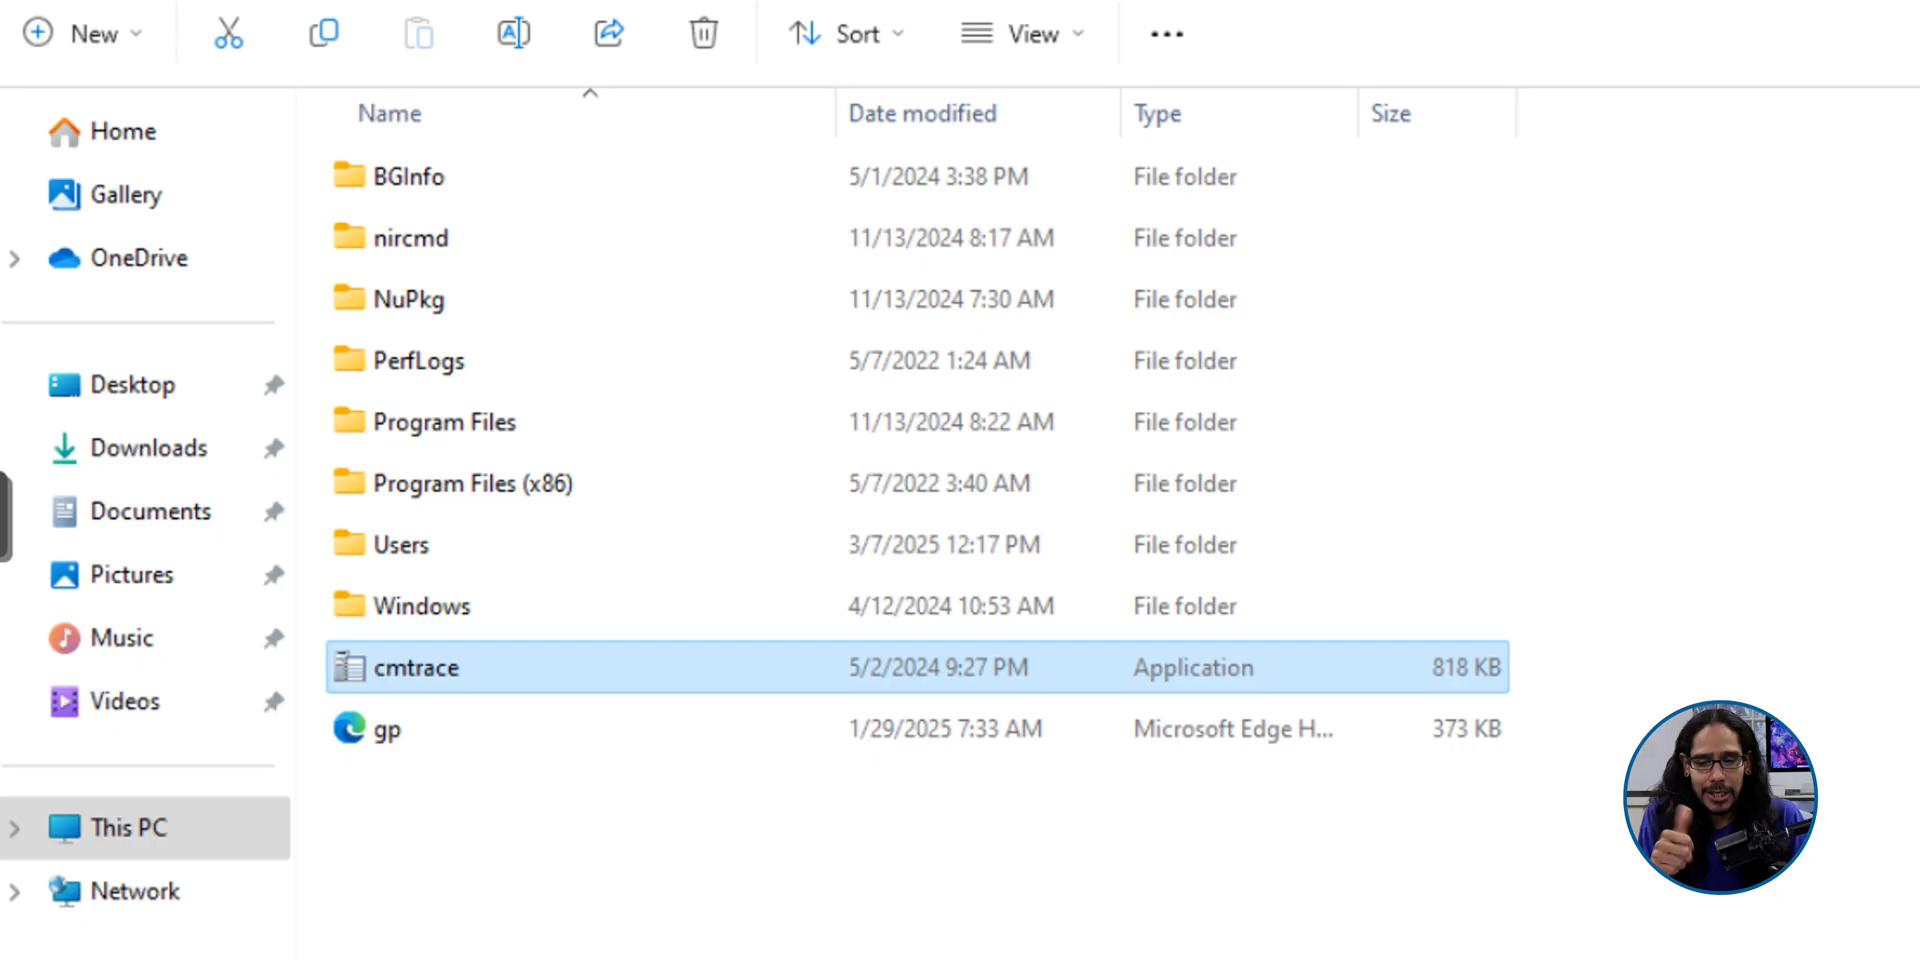 New
Sort
View
Name
Date modified
Type
Size
Home
Gallery
OneDrive
Desktop
Downloads
Documents
Pictures
Music
Videos
This PC
Network
BGInfo 5/1/2024 3:38 PM File folder
nircmd 11/13/2024 8:17 AM File folder
NuPkg 11/13/2024 7:30 AM File folder
PerfLogs 5/7/2022 1:24 AM File folder
Program Files 11/13/2024 8:22 AM File folder
Program Files (x86) 5/7/2022 3:40 AM File folder
Users 3/7/2025 12:17 PM File folder
Windows 4/12/2024 10:53 AM File folder
cmtrace 5/2/2024 9:27 PM Application 818 KB
gp 1/29/2025 7:33 AM Microsoft Edge H... 373 KB